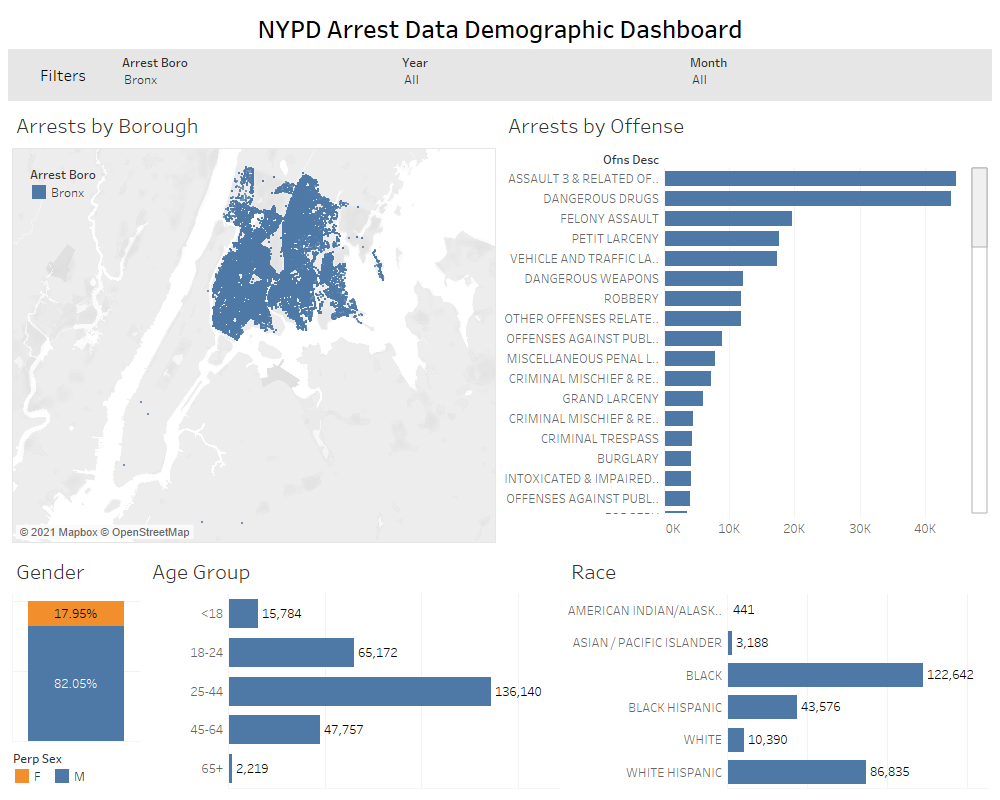 NYPD Arrest Data Demographic Dashboard
Filters
Arrest Boro
Bronx
Year
All
Month
All
Arrests by Borough
Arrest Boro
Bronx
© 2021 Mapbox © OpenStreetMap
Arrests by Offense
Ofns Desc
ASSAULT 3 & RELATED OF..
DANGEROUS DRUGS
FELONY ASSAULT
PETIT LARCENY
VEHICLE AND TRAFFIC LA..
DANGEROUS WEAPONS
ROBBERY
OTHER OFFENSES RELATE..
OFFENSES AGAINST PUBL..
MISCELLANEOUS PENAL L..
CRIMINAL MISCHIEF & RE..
GRAND LARCENY
CRIMINAL MISCHIEF & RE..
CRIMINAL TRESPASS
BURGLARY
INTOXICATED & IMPAIRED..
OFFENSES AGAINST PUBL..
0K 10K 20K 30K 40K
Gender
17.95%
82.05%
Perp Sex
F M
Age Group
<18 15,784
18-24 65,172
25-44 136,140
45-64 47,757
65+ 2,219
Race
AMERICAN INDIAN/ALASK.. 441
ASIAN / PACIFIC ISLANDER 3,188
BLACK 122,642
BLACK HISPANIC 43,576
WHITE 10,390
WHITE HISPANIC 86,835